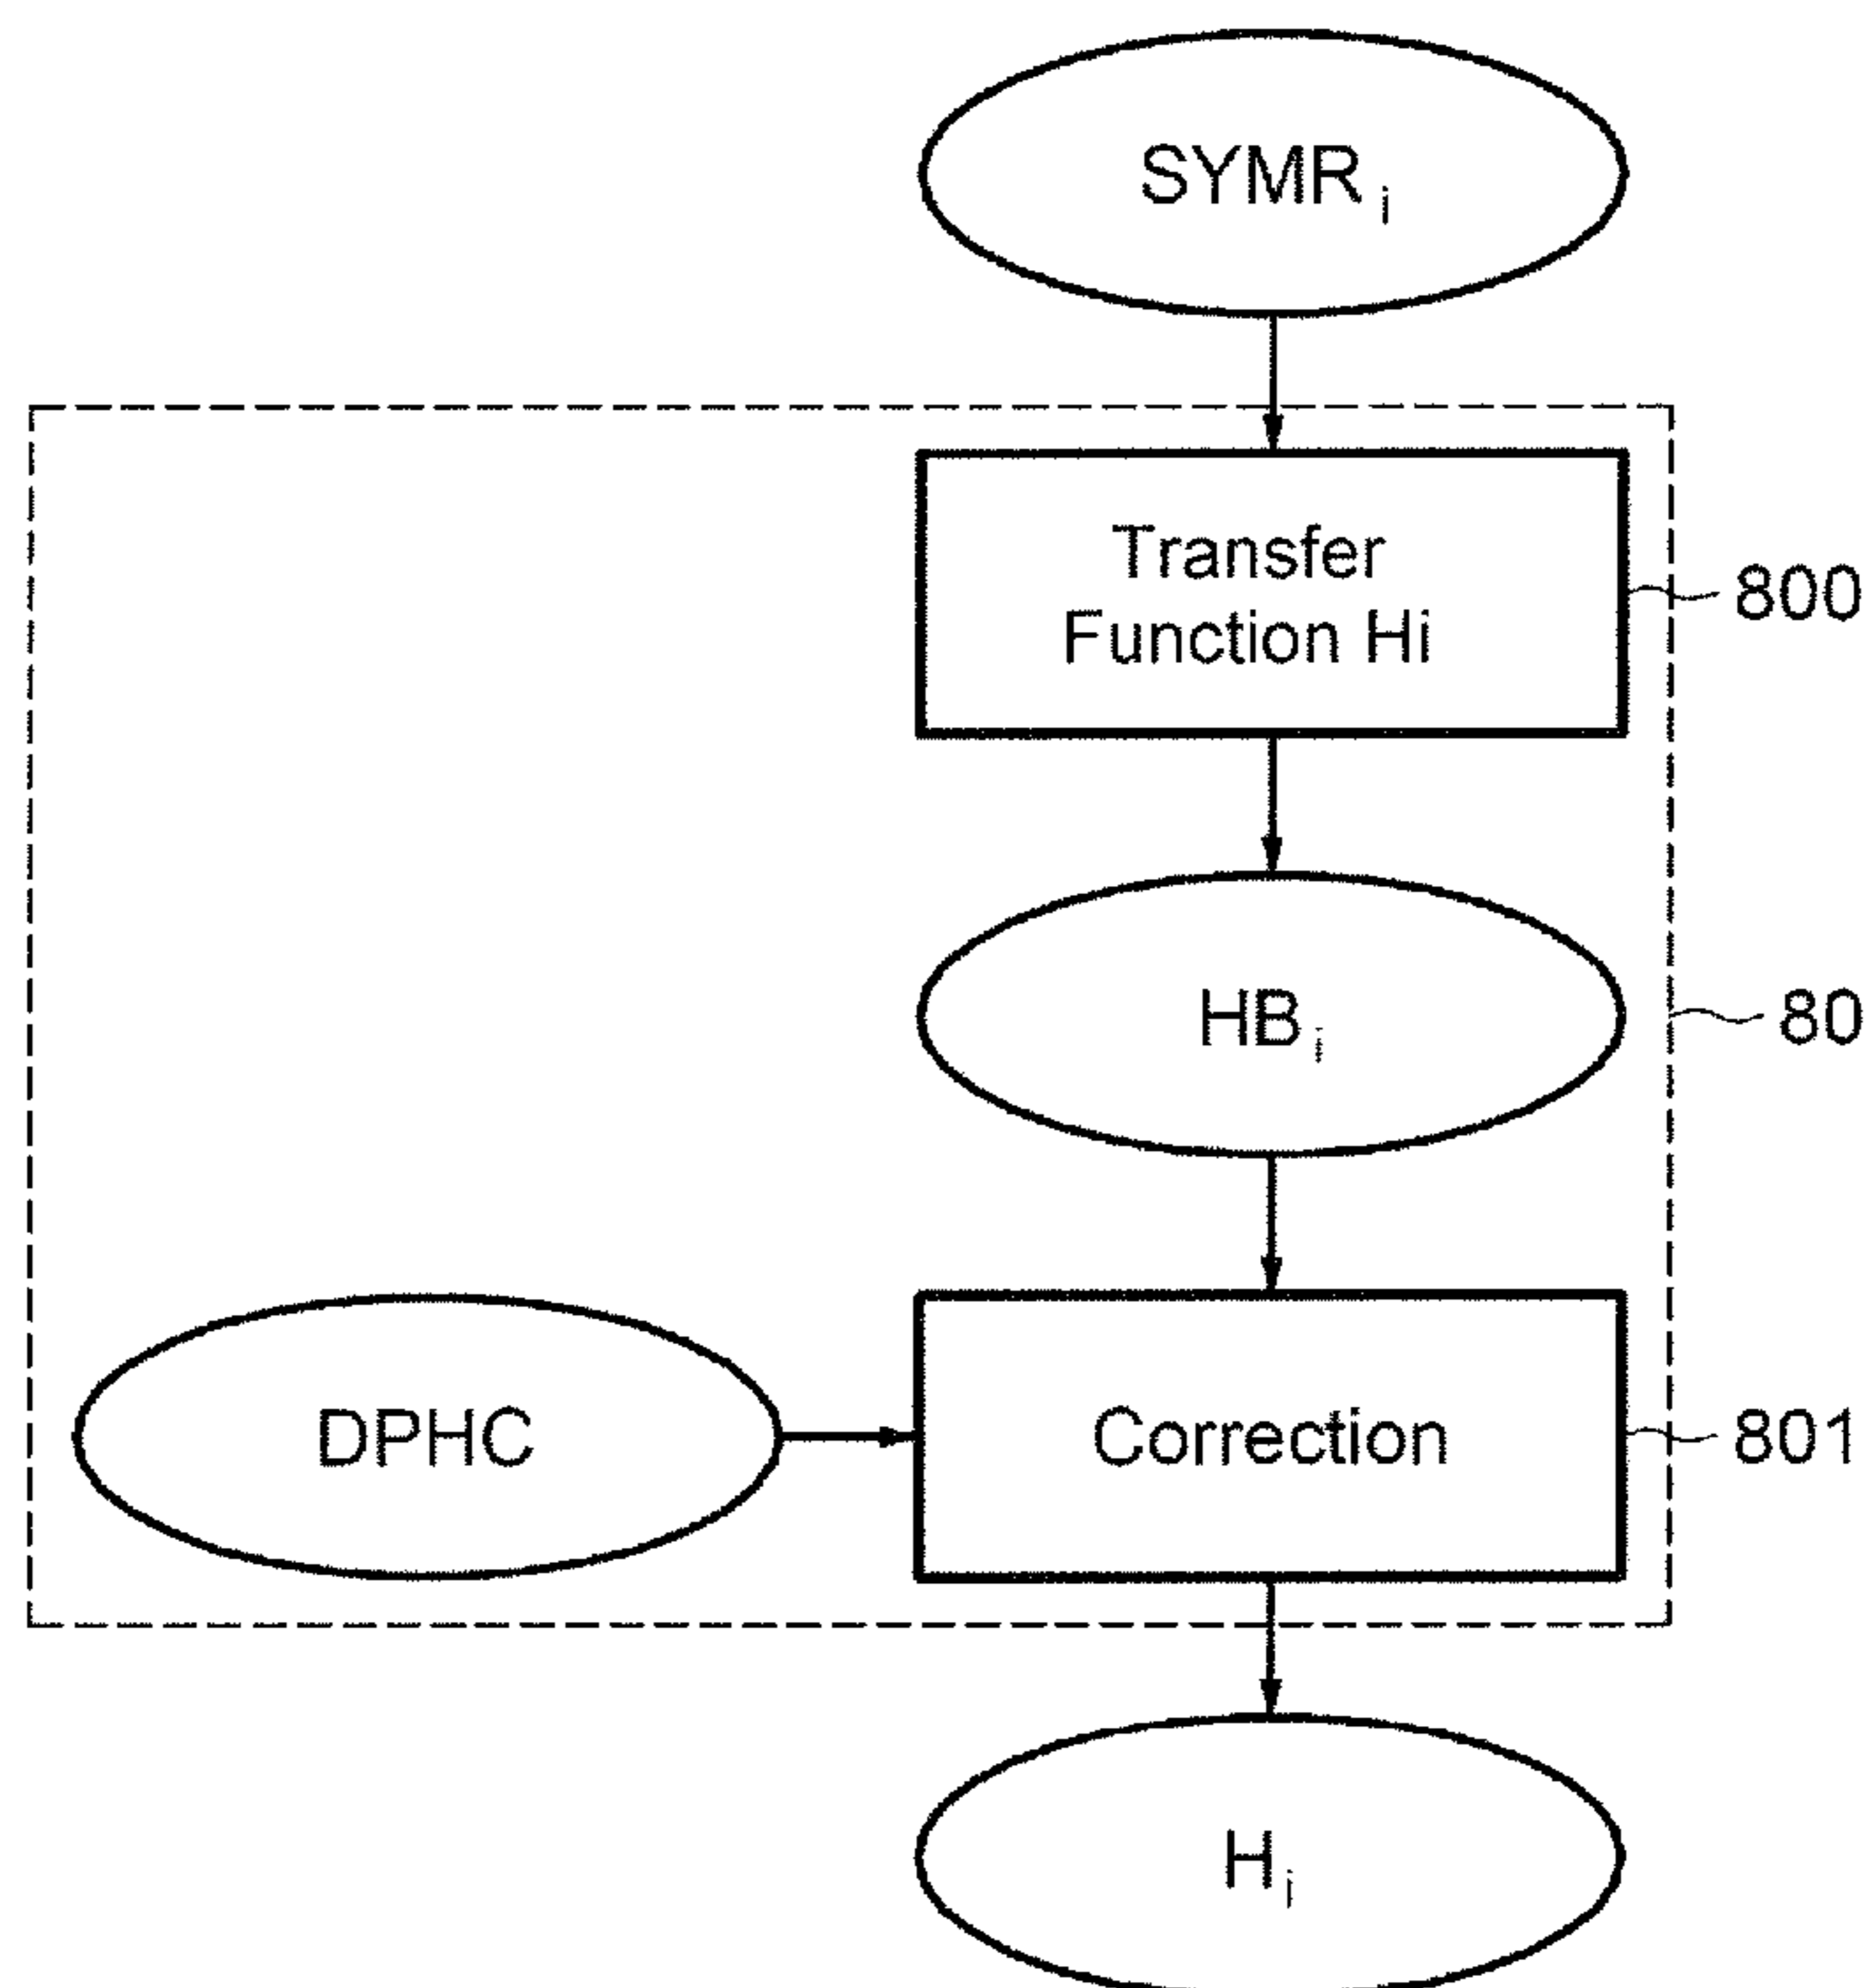 SYMR i
Transfer
Function Hi
800
HB i
80
DPHC
Correction
801
H i